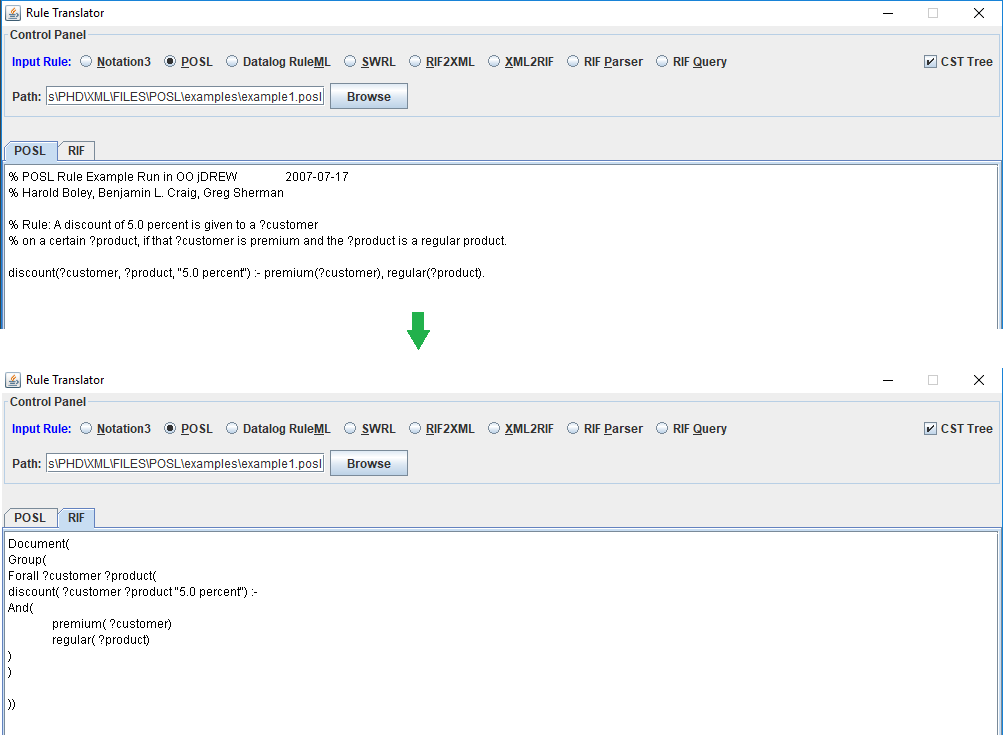 Rule Translator
Control Panel
Input Rule: Notation3 POSL Datalog RuleML SWRL RIF2XML XML2RIF RIF Parser RIF Query CST Tree
Path: s\PHD\XML\FILES\POSL\examples\example1.posl Browse
POSL RIF
% POSL Rule Example Run in OO jDREW 2007-07-17
% Harold Boley, Benjamin L. Craig, Greg Sherman
% Rule: A discount of 5.0 percent is given to a ?customer
% on a certain ?product, if that ?customer is premium and the ?product is a regular product.
discount(?customer, ?product, "5.0 percent") :- premium(?customer), regular(?product).
Rule Translator
Control Panel
Input Rule: Notation3 POSL Datalog RuleML SWRL RIF2XML XML2RIF RIF Parser RIF Query CST Tree
Path: s\PHD\XML\FILES\POSL\examples\example1.posl Browse
POSL RIF
Document(
Group(
Forall ?customer ?product(
discount( ?customer ?product "5.0 percent") :-
And(
premium( ?customer)
regular( ?product)
)
)
))